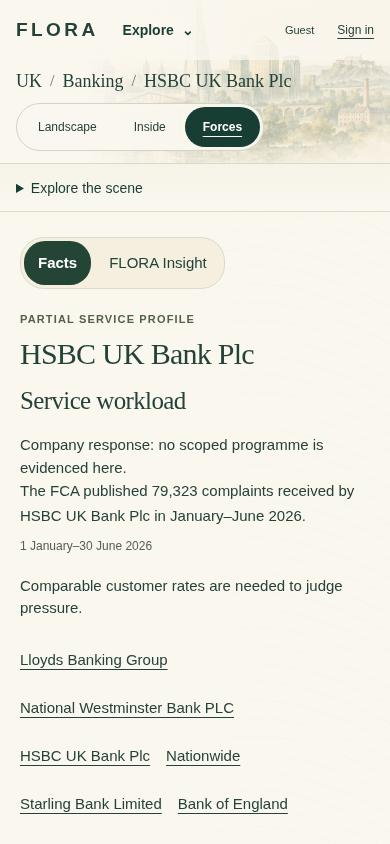 FLORA Explore Guest Sign in
UK / Banking / HSBC UK Bank Plc
Landscape Inside Forces
Explore the scene
Facts FLORA Insight
PARTIAL SERVICE PROFILE
HSBC UK Bank Plc
Service workload
Company response: no scoped programme is
evidenced here.
The FCA published 79,323 complaints received by
HSBC UK Bank Plc in January–June 2026.
1 January–30 June 2026
Comparable customer rates are needed to judge
pressure.
Lloyds Banking Group
National Westminster Bank PLC
HSBC UK Bank Plc Nationwide
Starling Bank Limited Bank of England